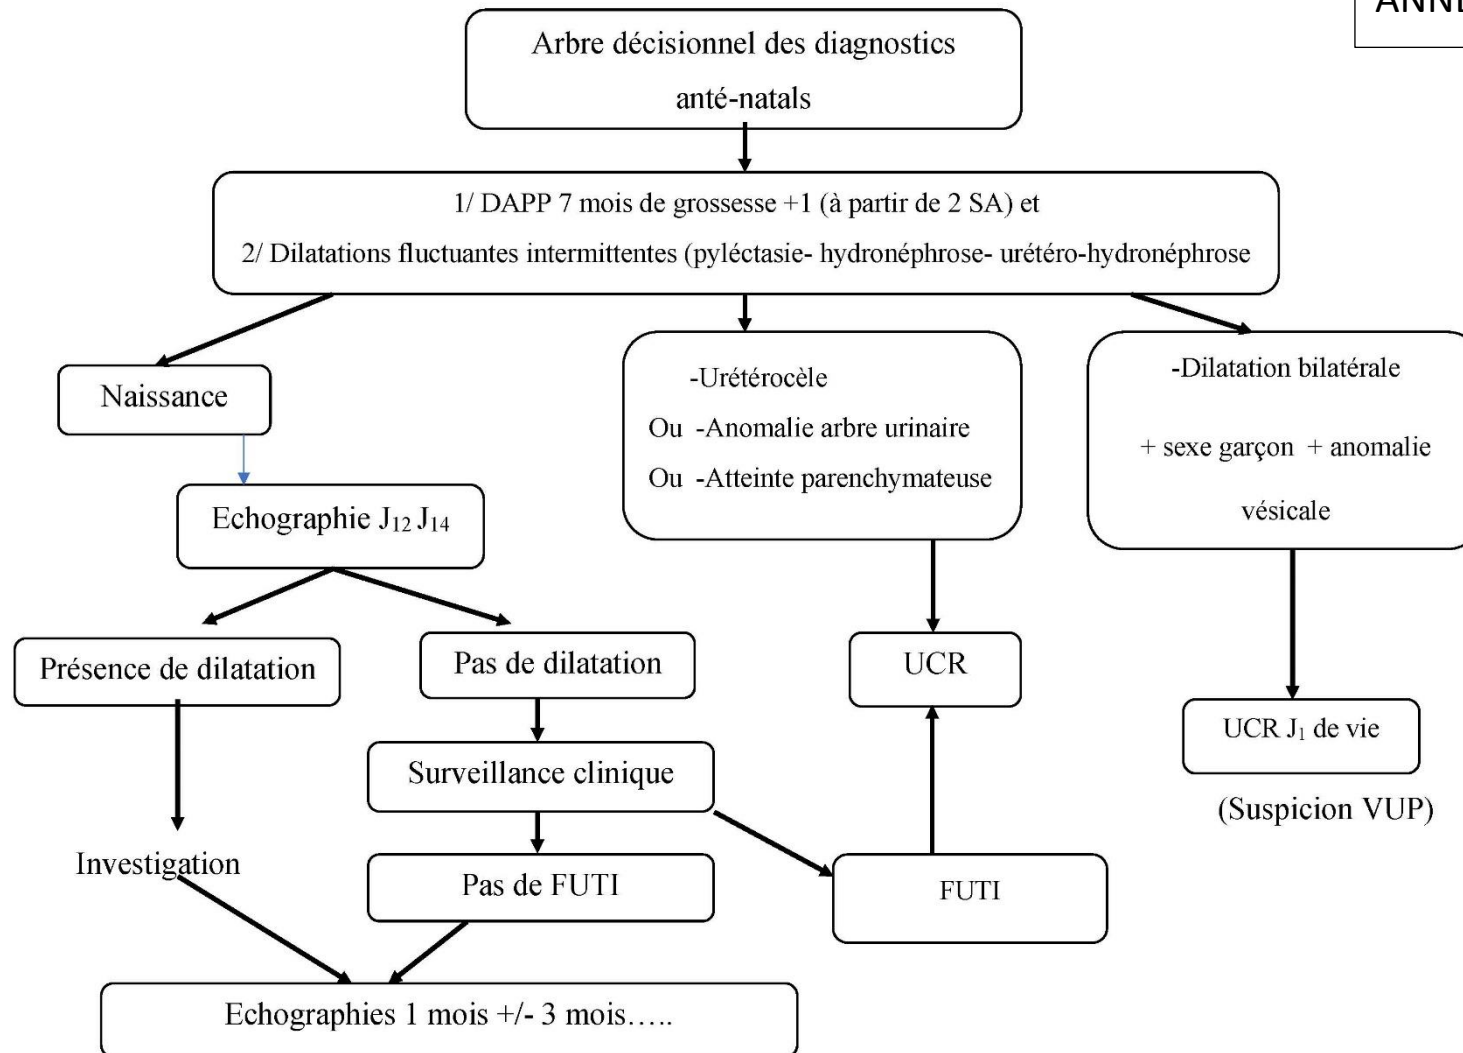 Arbre décisionnel des diagnostics
anté-natals
1/ DAPP 7 mois de grossesse +1 (à partir de 2 SA) et
2/ Dilatations fluctuantes intermittentes (pyléctasie- hydronéphrose- urétéro-hydronéphrose
Naissance
Echographie J₁₂ J₁₄
Présence de dilatation
Pas de dilatation
Investigation
Surveillance clinique
Pas de FUTI
FUTI
Echographies 1 mois +/- 3 mois…..
-Urétérocèle
Ou -Anomalie arbre urinaire
Ou -Atteinte parenchymateuse
UCR
-Dilatation bilatérale
+ sexe garçon + anomalie
vésicale
UCR J₁ de vie
(Suspicion VUP)